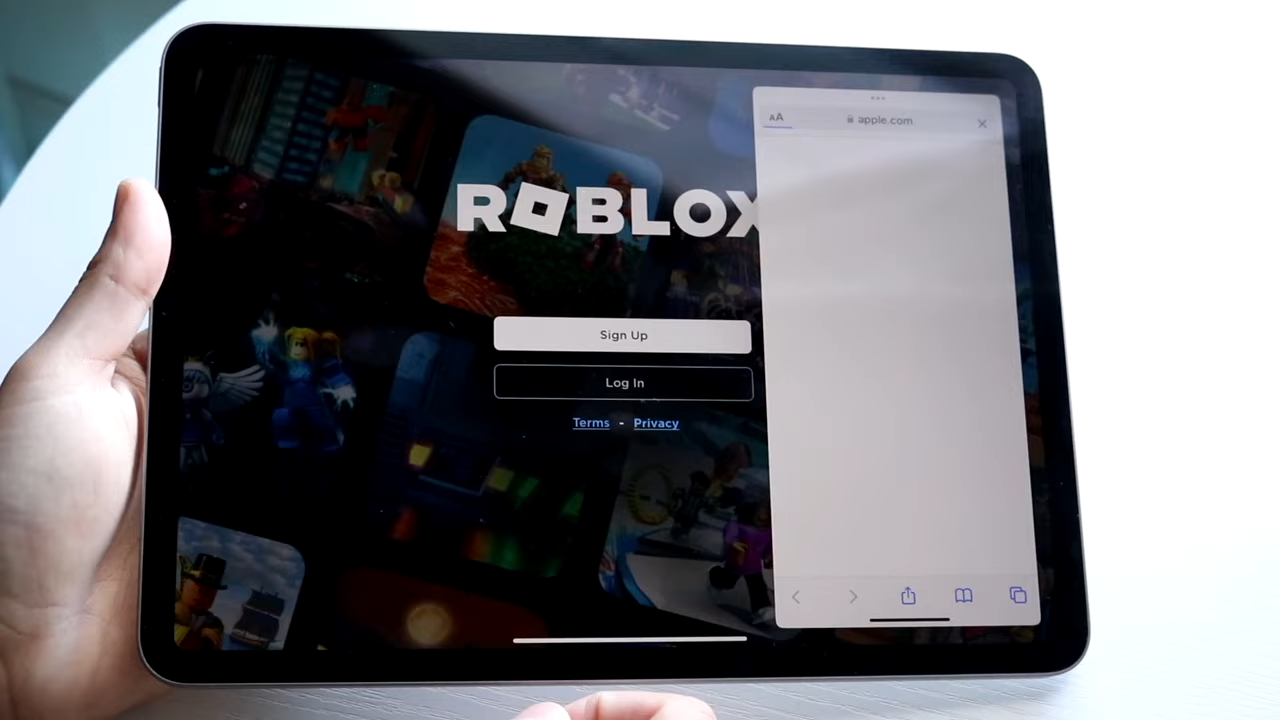 AA
apple.com
ROBLOX
Sign Up
Log In
Terms - Privacy